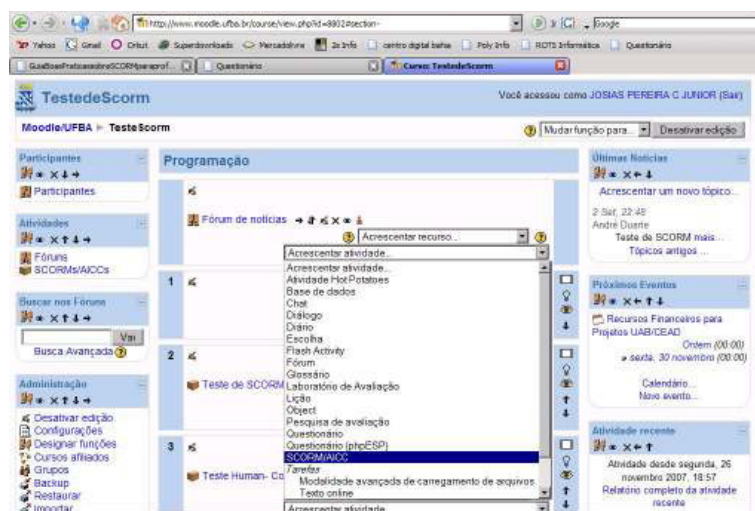 http://www.moodle.ufba.br/course/view.php?id=8802#section-
Google
Yahoo Gmail Orkut Superdownloads Mercadolivre 2a Info centro digital bahia Poly Info ROTS Informática Questionário
Questionário
Curso: TestedeScorm
TestedeScorm
Você acessou como JOSIAS PEREIRA C JUNIOR (Sair)
Moodle/UFBA ► TesteScorm
Mudar função para...
Desativar edição
Participantes
Participantes
Atividades
Fóruns
SCORMs/AICCs
Buscar nos Fóruns
Vai
Busca Avançada
Administração
Desativar edição
Configurações
Designar funções
Cursos afiliados
Grupos
Backup
Restaurar
Importar
Programação
Fórum de notícias
Acrescentar recurso...
Acrescentar atividade...
Acrescentar atividade...
Atividade Hot Potatoes
Base de dados
Chat
Diálogo
Diário
Escolha
Flash Activity
Fórum
Glossário
Laboratório de Avaliação
Lição
Object
Pesquisa de avaliação
Questionário
Questionário (phpESP)
SCORM/AICC
Tarefas
Modalidade avançada de carregamento de arquivos
Texto online
Acrescentar atividade...
1
2
Teste de SCORM
3
Teste Human- Co
Últimas Notícias
Acrescentar um novo tópico...
2 Set, 22:48
André Duarte
Teste de SCORM mais...
Tópicos antigos ...
Próximos Eventos
Recursos Financeiros para
Projetos UAB/CEAD
Ontem (00:00)
» sexta, 30 novembro (00:00)
Calendário...
Novo evento...
Atividade recente
Atividade desde segunda, 26
novembro 2007, 18:57
Relatório completo da atividade
recente